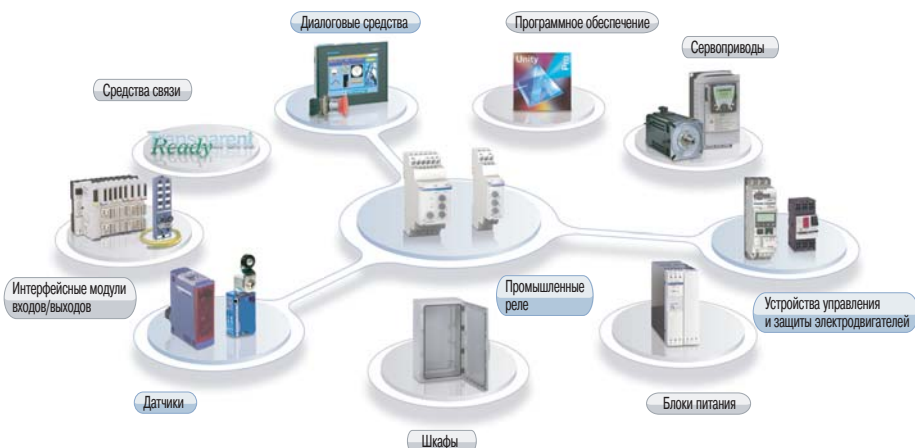 Диалоговые средства
Программное обеспечение
Сервоприводы
Средства связи
Unity
Pro
Transparent
Ready
Интерфейсные модули
входов/выходов
Промышленные
реле
Устройства управления
и защиты электродвигателей
Датчики
Блоки питания
Шкафы